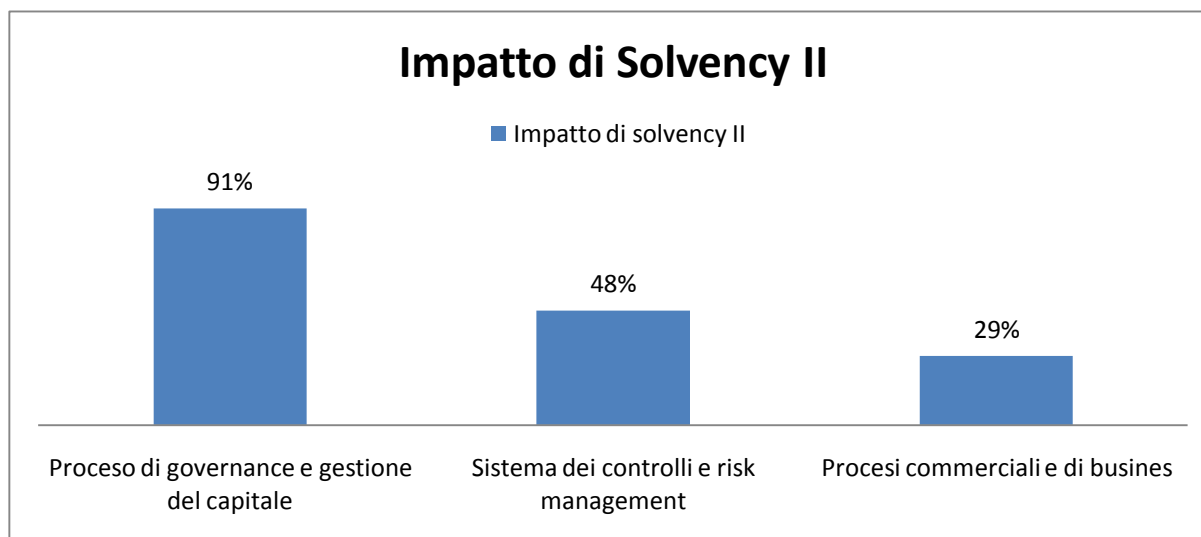 Impatto di Solvency II
Impatto di solvency II
91%
48%
29%
Proceso di governance e gestione
del capitale
Sistema dei controlli e risk
management
Procesi commerciali e di busines